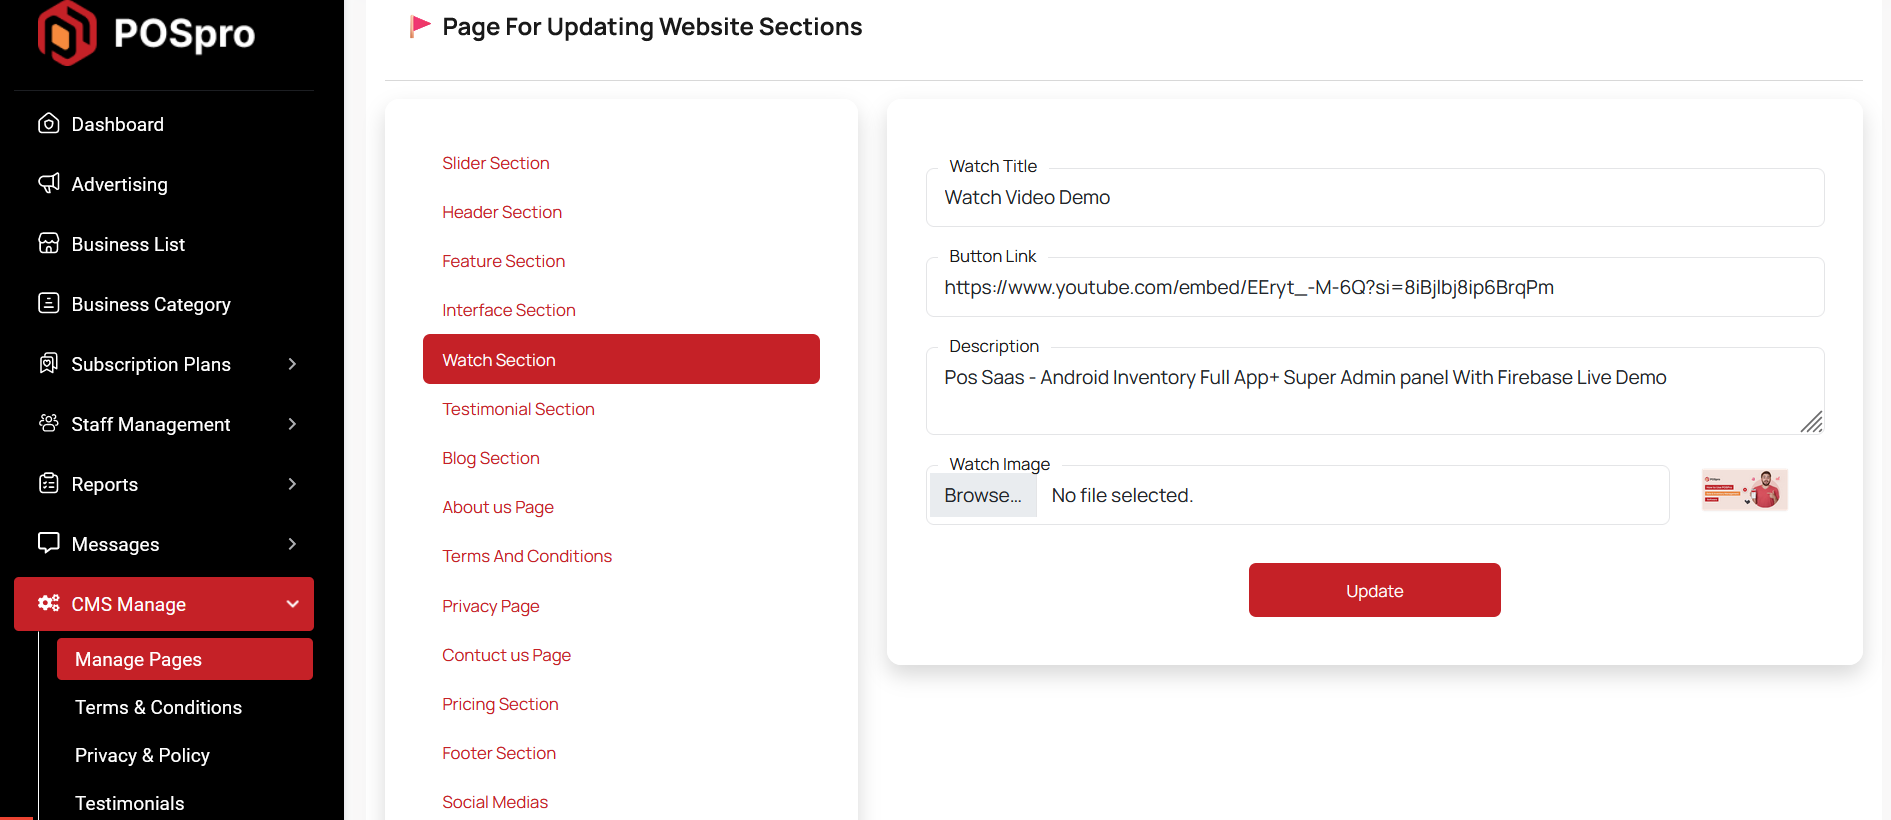 POSpro
Dashboard
Advertising
Business List
Business Category
Subscription Plans
Staff Management
Reports
Messages
CMS Manage
Manage Pages
Terms & Conditions
Privacy & Policy
Testimonials
Page For Updating Website Sections
Slider Section
Header Section
Feature Section
Interface Section
Watch Section
Testimonial Section
Blog Section
About us Page
Terms And Conditions
Privacy Page
Contuct us Page
Pricing Section
Footer Section
Social Medias
Watch Title
Watch Video Demo
Button Link
https://www.youtube.com/embed/EEryt_-M-6Q?si=8iBjlbj8ip6BrqPm
Description
Pos Saas - Android Inventory Full App+ Super Admin panel With Firebase Live Demo
Watch Image
Browse... No file selected.
Update